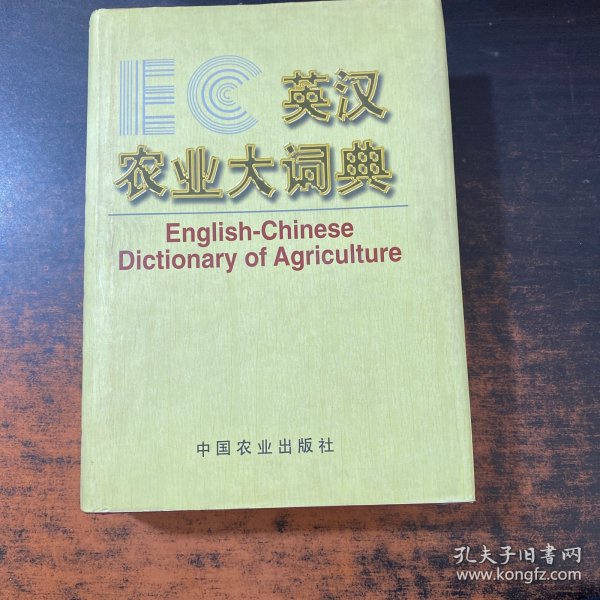 EC 英汉
农业大词典
English-Chinese
Dictionary of Agriculture
中国农业出版社
孔夫子旧书网
www.kongfz.com